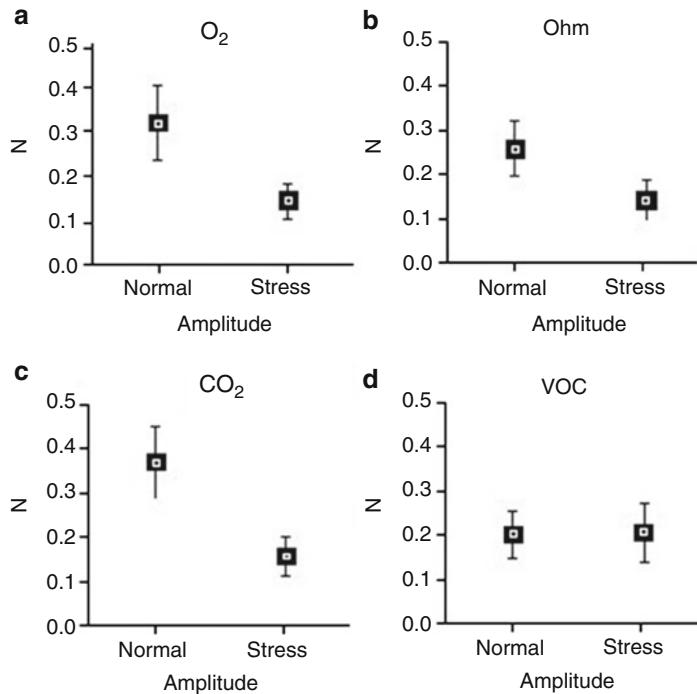 a
O₂
0.5
0.4
0.3
0.2
0.1
0.0
N
Normal Stress
Amplitude
b
Ohm
0.5
0.4
0.3
0.2
0.1
0.0
N
Normal Stress
Amplitude
c
CO₂
0.5
0.4
0.3
0.2
0.1
0.0
N
Normal Stress
Amplitude
d
VOC
0.5
0.4
0.3
0.2
0.1
0.0
N
Normal Stress
Amplitude